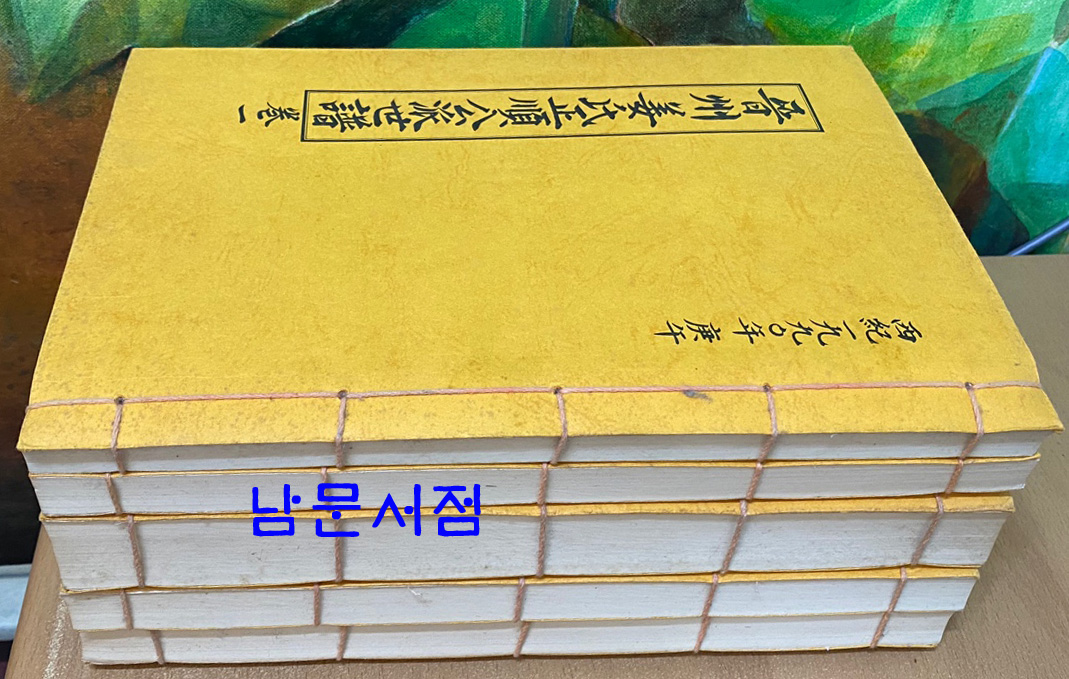 晉州姜氏正順公派世譜 卷一
西紀一九九〇年 庚午
남문서점